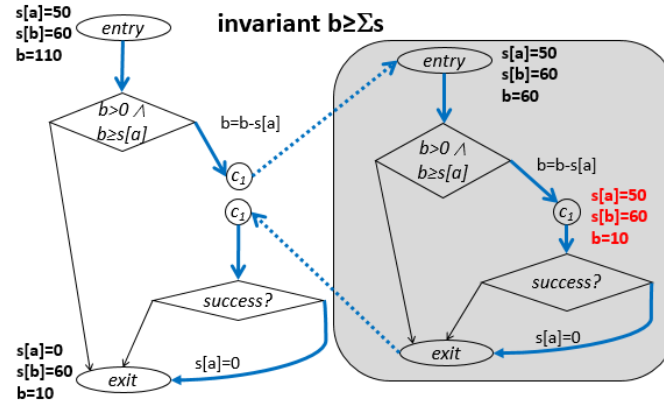 invariant b≥Σs
s[a]=50
s[b]=60
b=110
entry
b>0 ∧
b≥s[a]
b=b-s[a]
c1
c1
success?
s[a]=0
s[a]=0
s[b]=60
b=10
exit
entry
s[a]=50
s[b]=60
b=60
b>0 ∧
b≥s[a]
b=b-s[a]
c1
s[a]=50
s[b]=60
b=10
success?
s[a]=0
exit